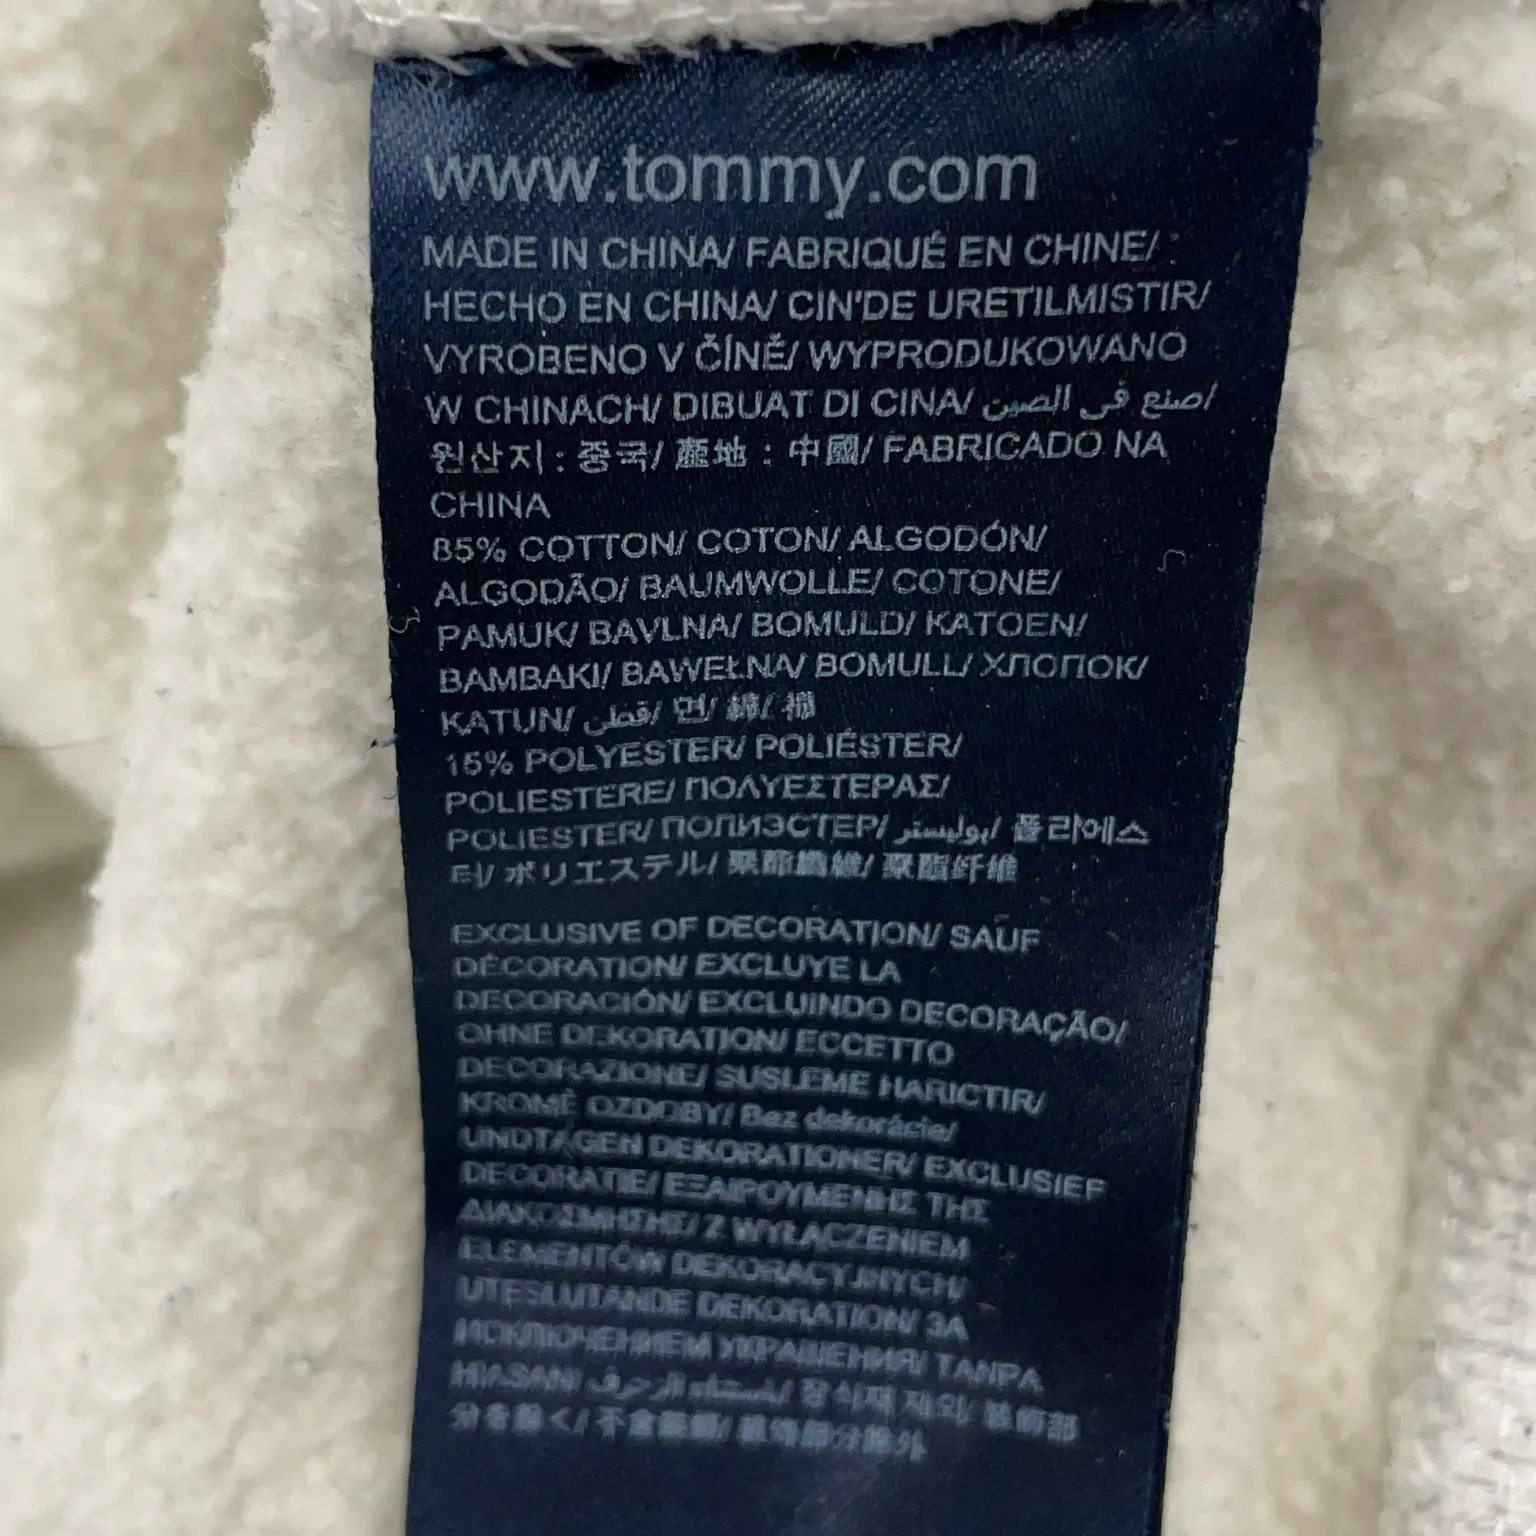 www.tommy.com
MADE IN CHINA/ FABRIQUÉ EN CHINE/
HECHO EN CHINA/ CIN'DE URETILMISTIR/
VYROBENO V ČÍNĚ/ WYPRODUKOWANO
W CHINACH/ DIBUAT DI CINA/ صنع في الصين/
원산지 : 중국/ 産地 : 中國/ FABRICADO NA
CHINA
85% COTTON/ COTON/ ALGODÓN/
ALGODÃO/ BAUMWOLLE/ COTONE/
PAMUK/ BAVLNA/ BOMULD/ KATOEN/
BAMBAKI/ BAWEŁNA/ BOMULL/ ХЛОПОК/
KATUN/ قطن/ 면/ 綿/ 棉
15% POLYESTER/ POLIÉSTER/
POLIESTERE/ ΠΟΛΥΕΣΤΕΡΑΣ/
POLIESTER/ ПОЛИЭСТЕР/ بوليستر/ 폴리에스
터/ ポリエステル/ 聚酯纖維/ 聚酯纤维
EXCLUSIVE OF DECORATION/ SAUF
DÉCORATION/ EXCLUYE LA
DECORACIÓN/ EXCLUINDO DECORAÇÃO/
OHNE DEKORATION/ ECCETTO
DECORAZIONE/ SUSLEME HARICTIR/
KROMĚ OZDOBY/ Bez dekorácie/
UNDTAGEN DEKORATIONER/ EXCLUSIEF
DECORATIE/ ΕΞΑΙΡΟΥΜΕΝΗΣ ΤΗΣ
ΔΙΑΚΟΣΜΗΣΗΣ/ Z WYŁĄCZENIEM
ELEMENTÓW DEKORACYJNYCH/
UTESLUTANDE DEKORATION/ ЗА
ИСКЛЮЧЕНИЕМ УКРАШЕНИЯ/ TANPA
HIASAN/ 장식재 제외/ 装飾部
分を除く/